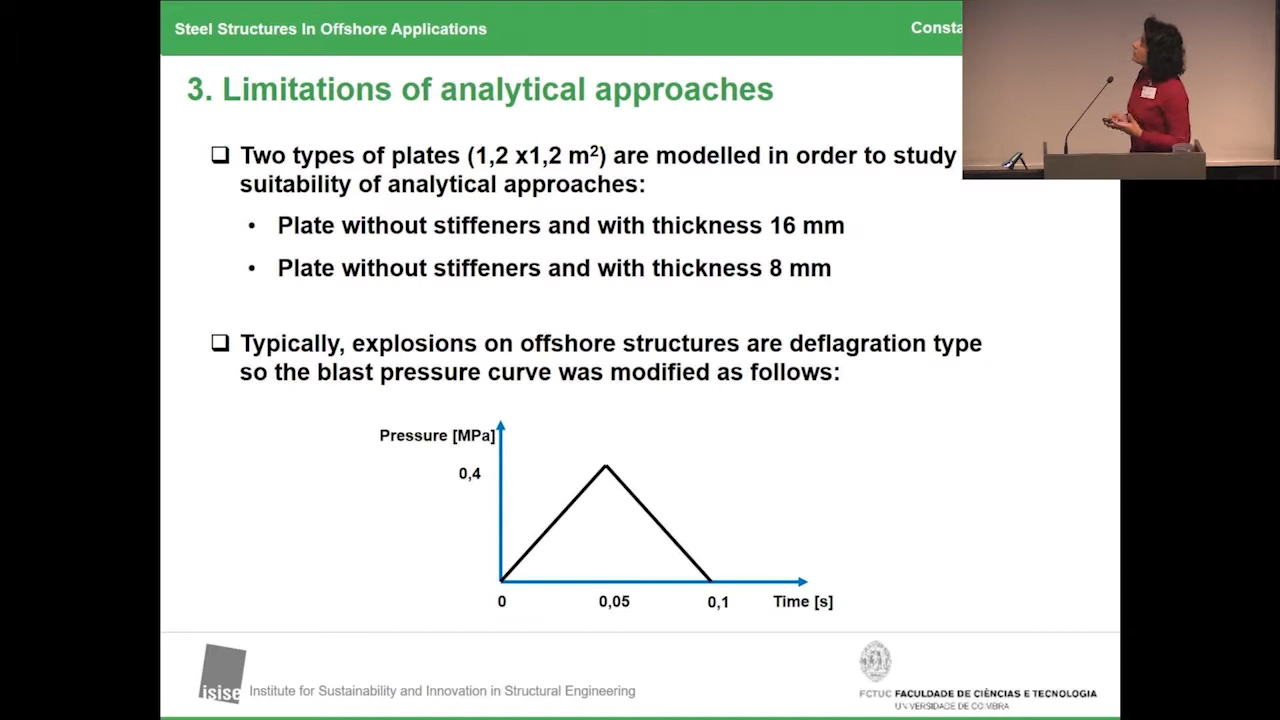 Steel Structures In Offshore Applications
Consta
3. Limitations of analytical approaches
❑ Two types of plates (1,2 x1,2 m²) are modelled in order to study
suitability of analytical approaches:
• Plate without stiffeners and with thickness 16 mm
• Plate without stiffeners and with thickness 8 mm
❑ Typically, explosions on offshore structures are deflagration type
so the blast pressure curve was modified as follows:
Pressure [MPa]
0,4
0
0,05
0,1
Time [s]
isise Institute for Sustainability and Innovation in Structural Engineering
FCTUC FACULDADE DE CIÊNCIAS E TECNOLOGIA
UNIVERSIDADE DE COIMBRA